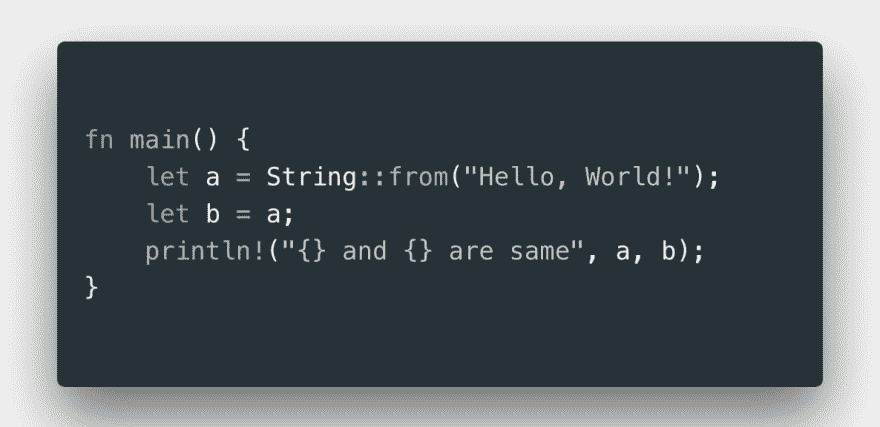 fn main() {
    let a = String::from("Hello, World!");
    let b = a;
    println!("{} and {} are same", a, b);
}